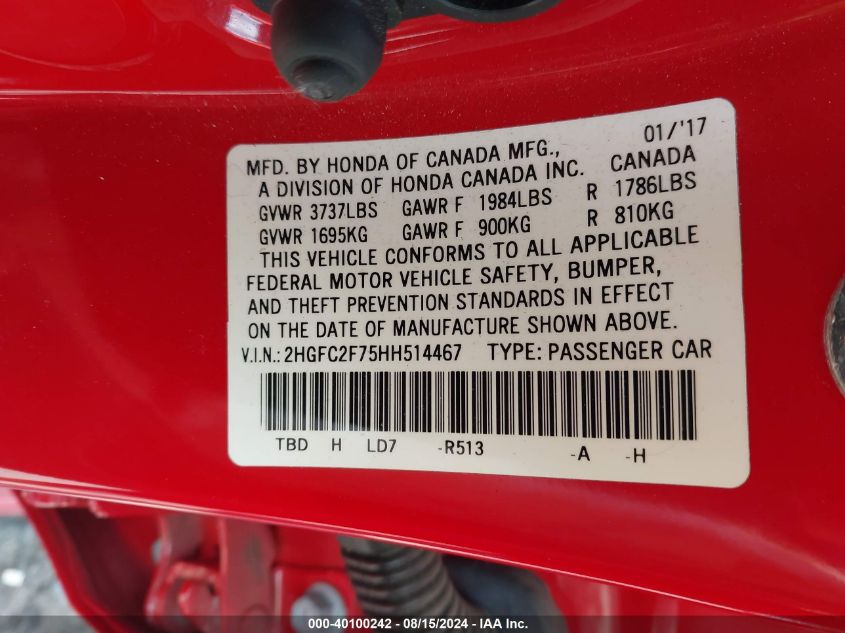 01/'17
MFD. BY HONDA OF CANADA MFG.,
A DIVISION OF HONDA CANADA INC. CANADA
GVWR 3737LBS GAWR F 1984LBS R 1786LBS
GVWR 1695KG GAWR F 900KG R 810KG
THIS VEHICLE CONFORMS TO ALL APPLICABLE
FEDERAL MOTOR VEHICLE SAFETY, BUMPER,
AND THEFT PREVENTION STANDARDS IN EFFECT
ON THE DATE OF MANUFACTURE SHOWN ABOVE.
V.I.N.: 2HGFC2F75HH514467 TYPE: PASSENGER CAR
TBD H LD7 -R513 -A -H
000-40100242 - 08/15/2024 - IAA Inc.